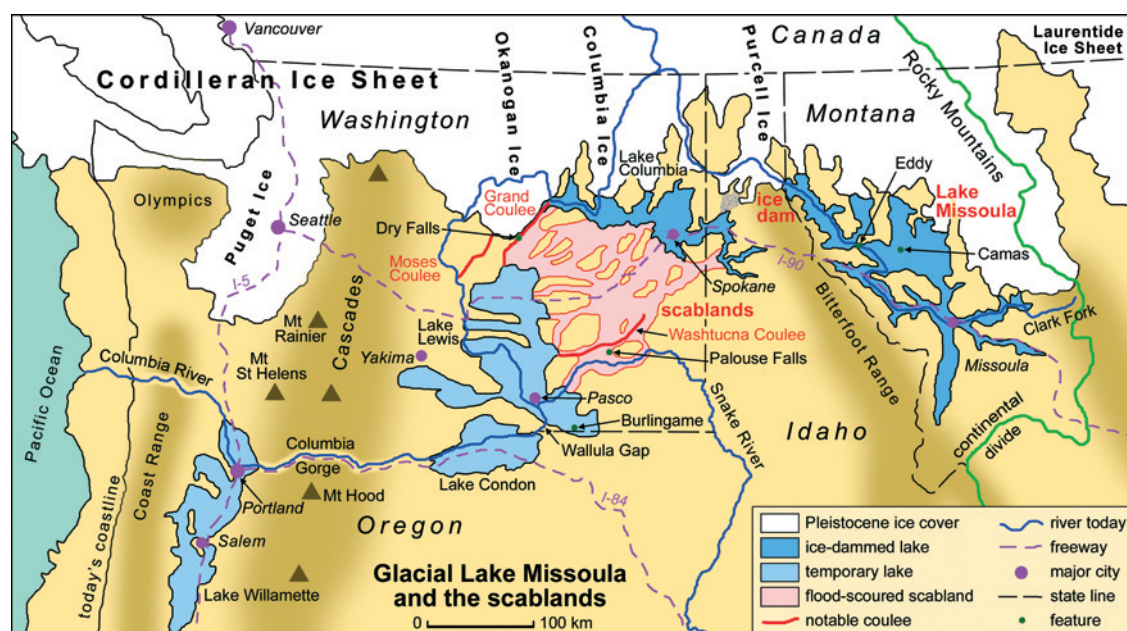 Vancouver
Canada
Laurentide
Ice Sheet
Cordilleran Ice Sheet
Okanogan Ice
Columbia Ice
Purcell Ice
Rocky Mountains
Washington
Montana
Lake
Columbia
Eddy
Olympics
Puget Ice
Seattle
Grand
Coulee
Dry Falls
ice
dam
Lake
Missoula
Camas
Moses
Coulee
Spokane
I-90
I-5
Cascades
Mt
Rainier
Lake
Lewis
scablands
Washtucna Coulee
Bitterfoot Range
Clark Fork
Yakima
Palouse Falls
Missoula
Columbia River
Mt
St Helens
Pacific Ocean
Pasco
Snake River
Burlingame
Idaho
continental
divide
Coast Range
Columbia
Gorge
Wallula Gap
Portland
Mt Hood
Lake Condon
I-84
today's coastline
Salem
Oregon
Lake Willamette
Glacial Lake Missoula
and the scablands
0 100 km
Pleistocene ice cover
ice-dammed lake
temporary lake
flood-scoured scabland
notable coulee
river today
freeway
major city
state line
feature